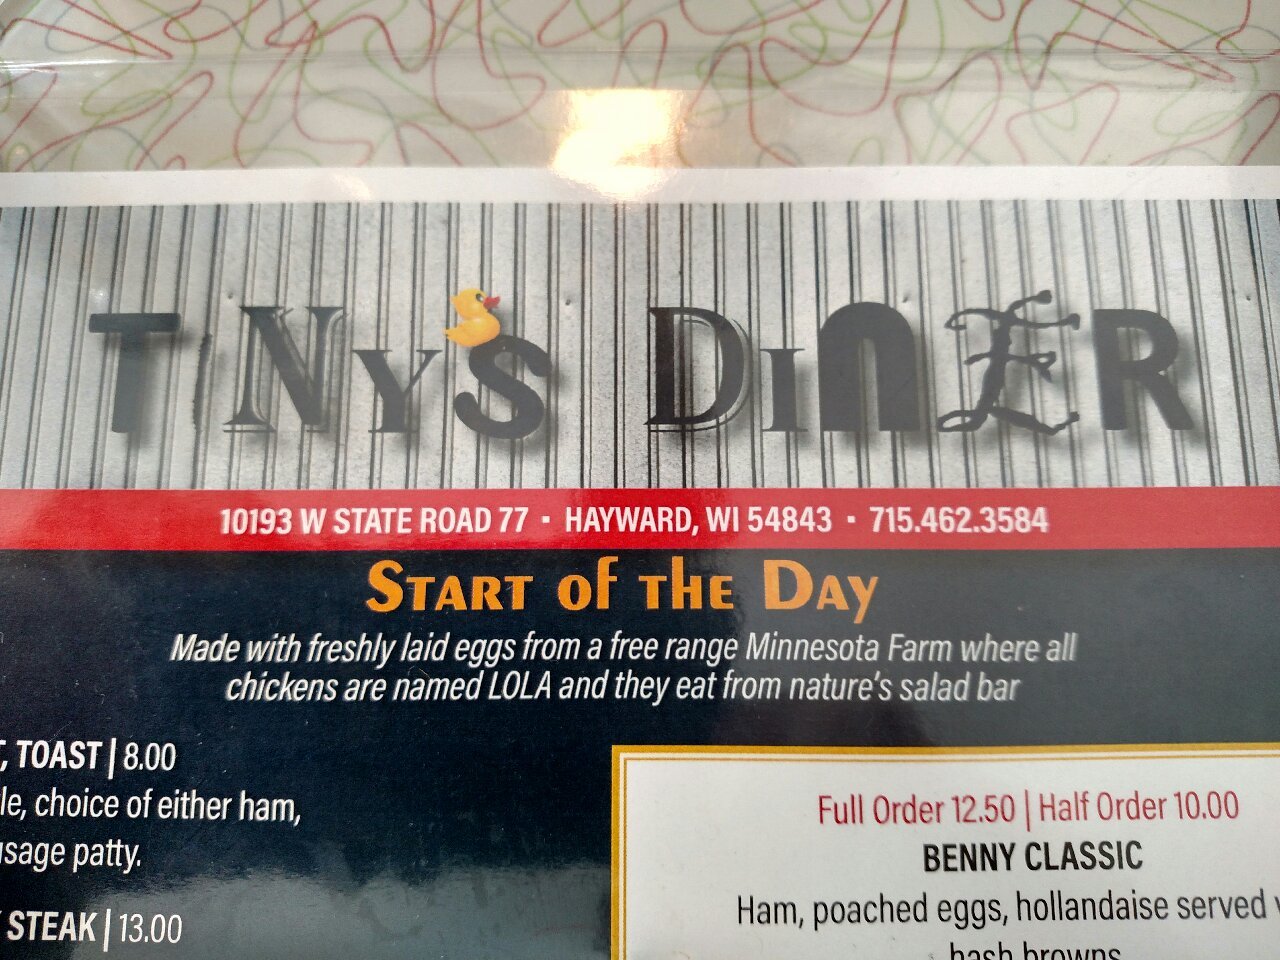 TiNy's DINER
10193 W STATE ROAD 77 · HAYWARD, WI 54843 · 715.462.3584
START of the Day
Made with freshly laid eggs from a free range Minnesota Farm where all
chickens are named LOLA and they eat from nature's salad bar
, TOAST | 8.00
le, choice of either ham,
usage patty.
STEAK | 13.00
Full Order 12.50 | Half Order 10.00
BENNY CLASSIC
Ham, poached eggs, hollandaise served
hash browns